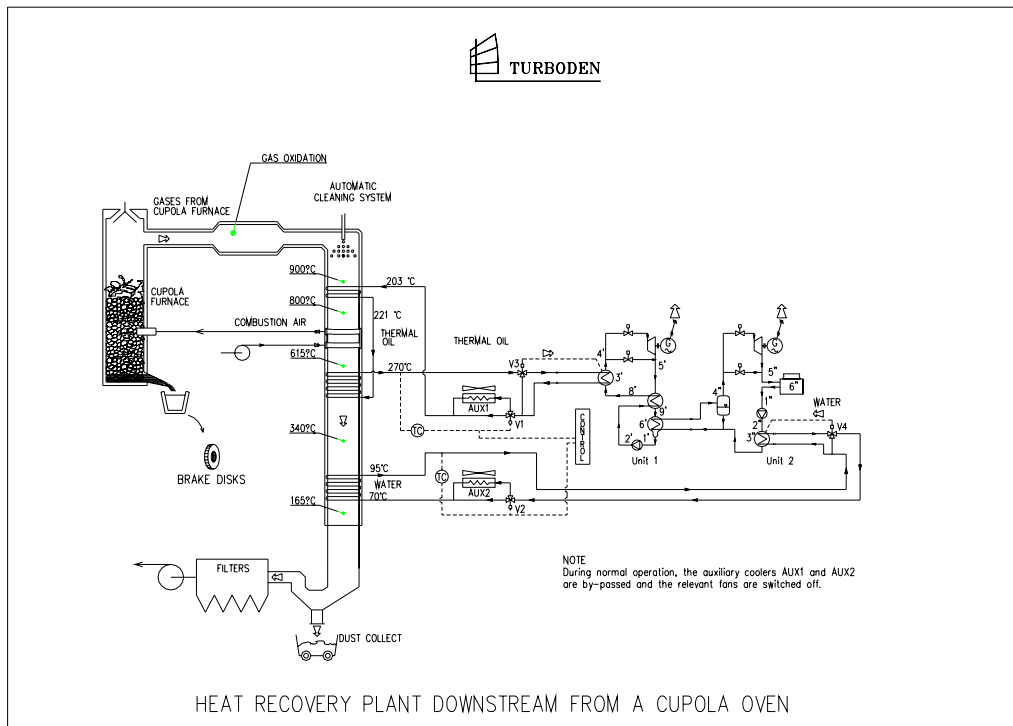 TURBODEN
GAS OXIDATION
AUTOMATIC
CLEANING SYSTEM
GASES FROM
CUPOLA FURNACE
900?C
203 °C
CUPOLA
FURNACE
800?C
221 °C
COMBUSTION AIR
THERMAL
OIL
THERMAL OIL
615?C
270°C
V3
4'
3'
G
5'
8'
9'
6'
2'
1'
Unit 1
G
5"
6"
4"
1"
2"
3"
WATER
V4
Unit 2
AUX1
V1
TC
CONTROL
340?C
BRAKE DISKS
95°C
WATER
TC
AUX2
70°C
V2
165?C
FILTERS
DUST COLLECT
NOTE
During normal operation, the auxiliary coolers AUX1 and AUX2
are by-passed and the relevant fans are switched off.
HEAT RECOVERY PLANT DOWNSTREAM FROM A CUPOLA OVEN